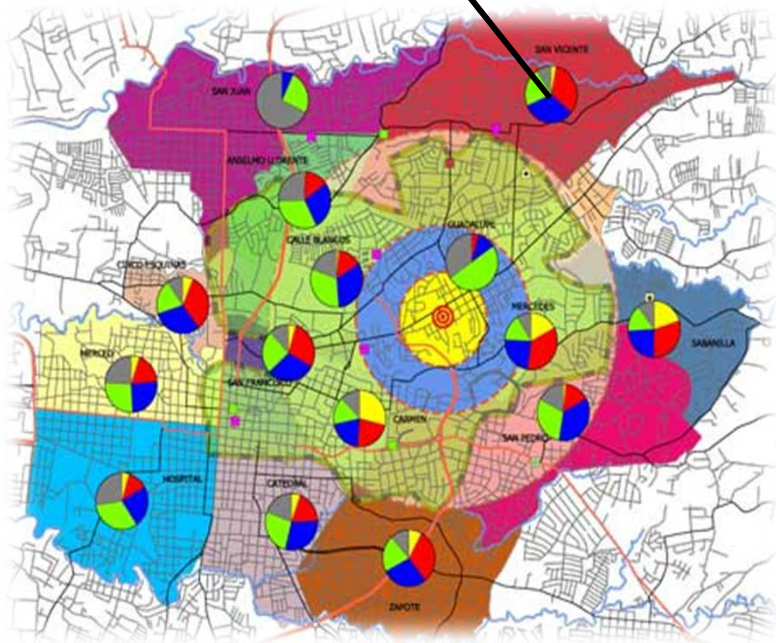 SAN VICENTE
SAN JUAN
ANSELMO LLORENTE
GUADALUPE
CALLE BLANCOS
CINCO ESQUINAS
MERCEDES
SABANILLA
MERCED
SAN FRANCISCO
CARMEN
SAN PEDRO
HOSPITAL
CATEDRAL
ZAPOTE